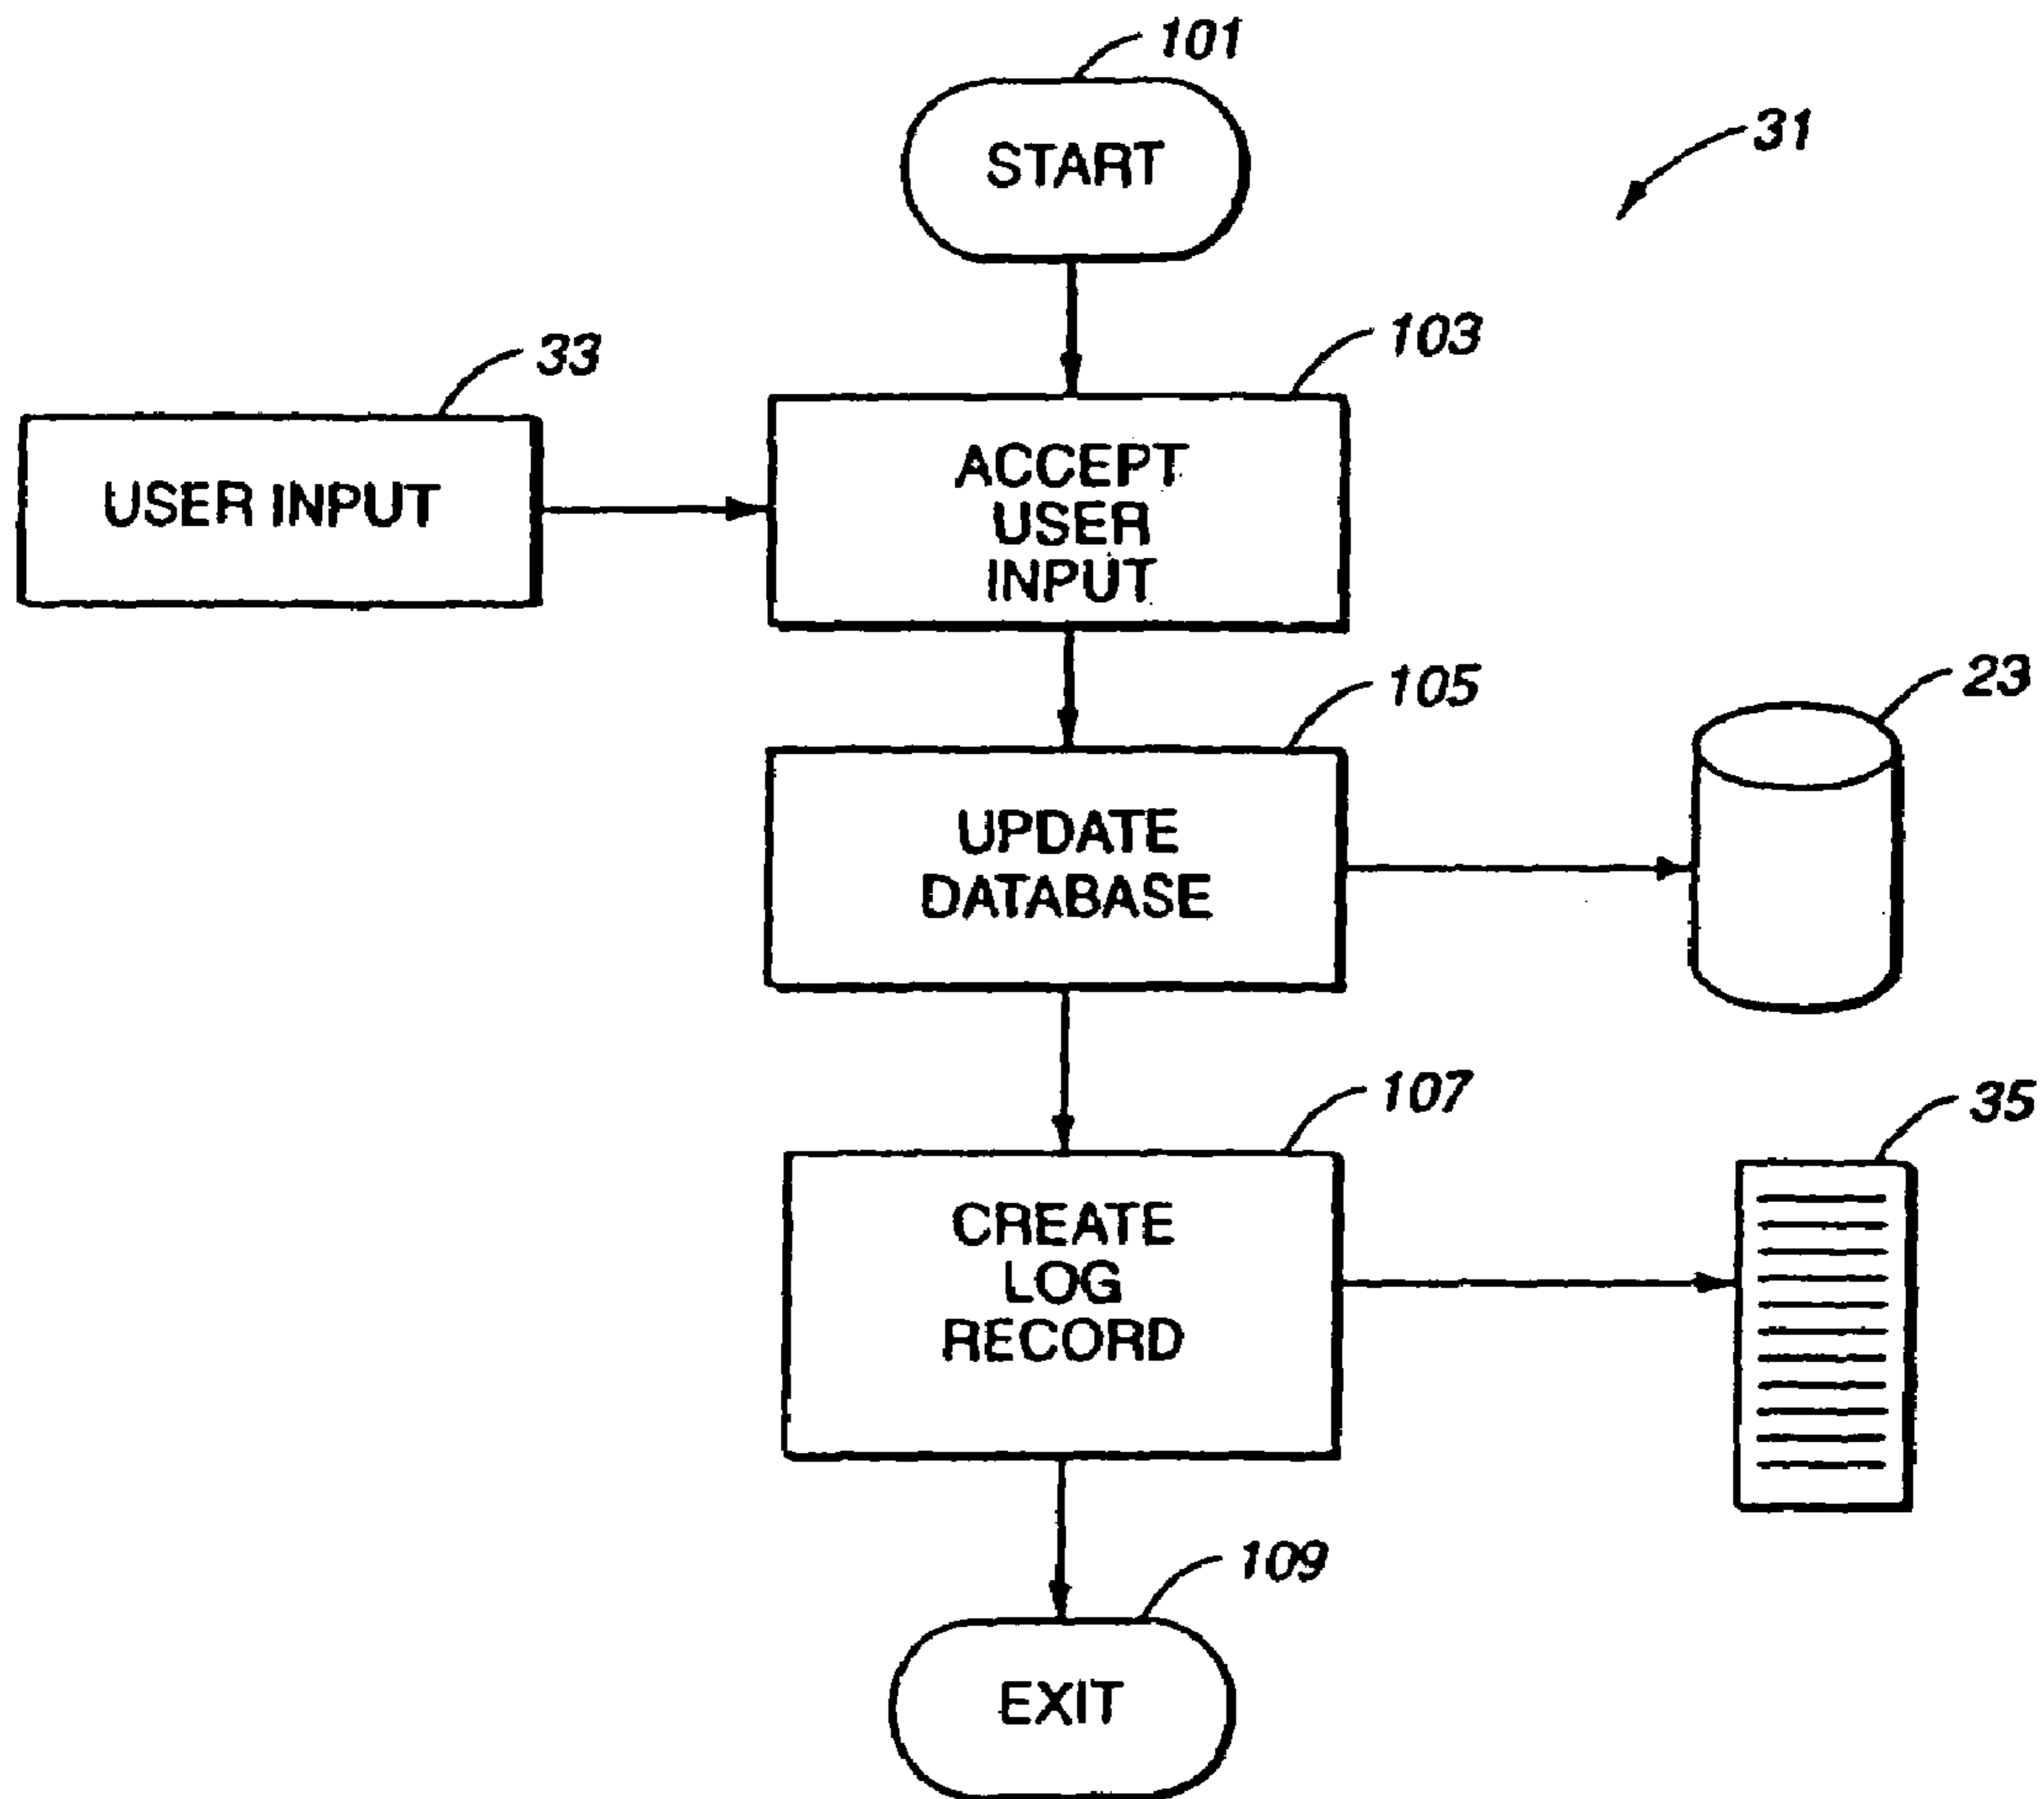 101
START
31
33
103
USER INPUT
ACCEPT
USER
INPUT
105
23
UPDATE
DATABASE
107
35
CREATE
LOG
RECORD
109
EXIT